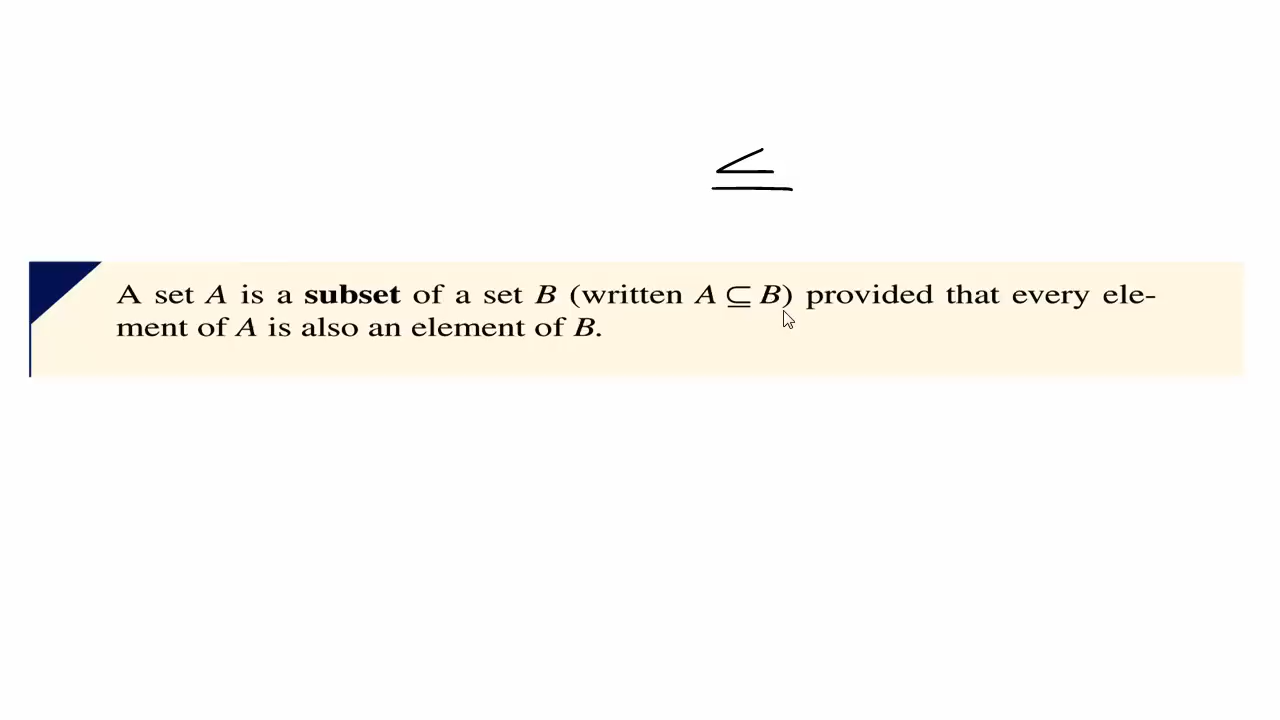 ≤
A set A is a subset of a set B (written A ⊆ B) provided that every ele-
ment of A is also an element of B.